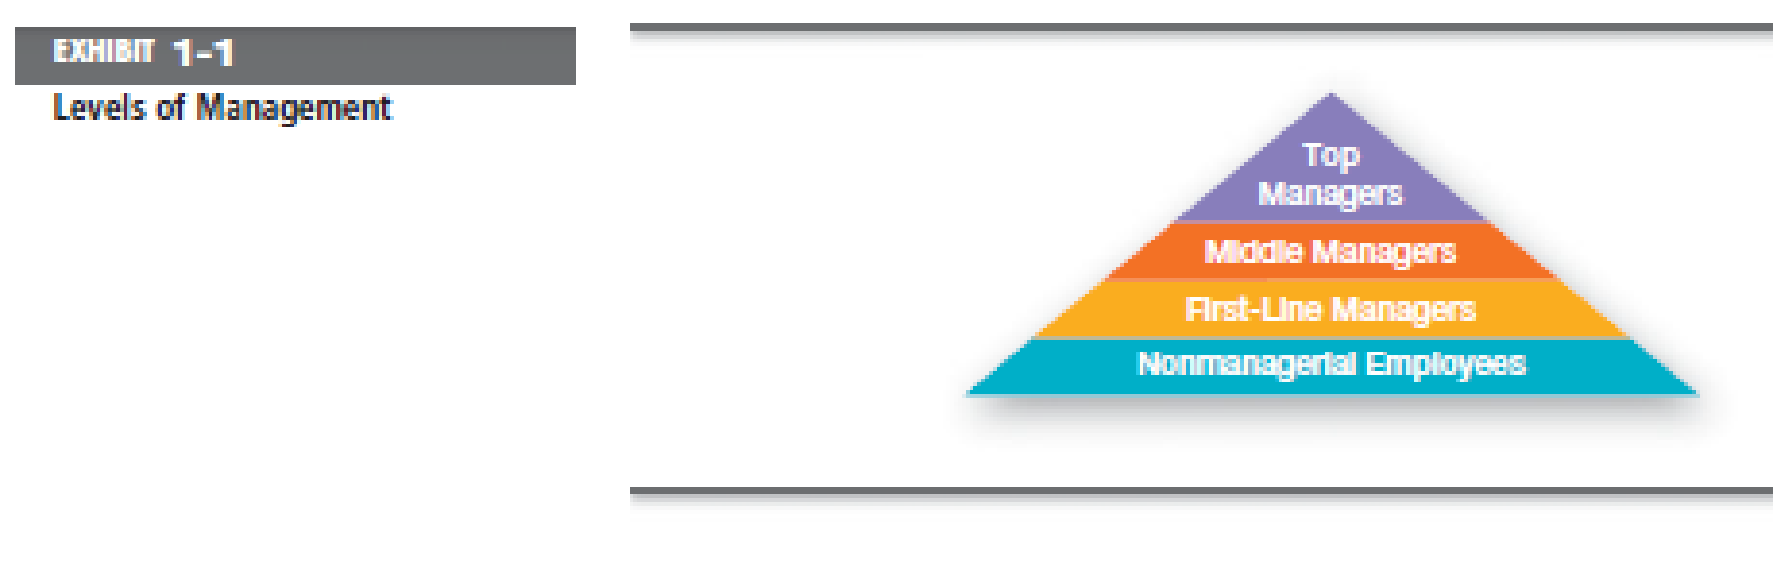 EXHIBIT 1-1
Levels of Management
Top
Managers
Middle Managers
First-Line Managers
Nonmanagerial Employees